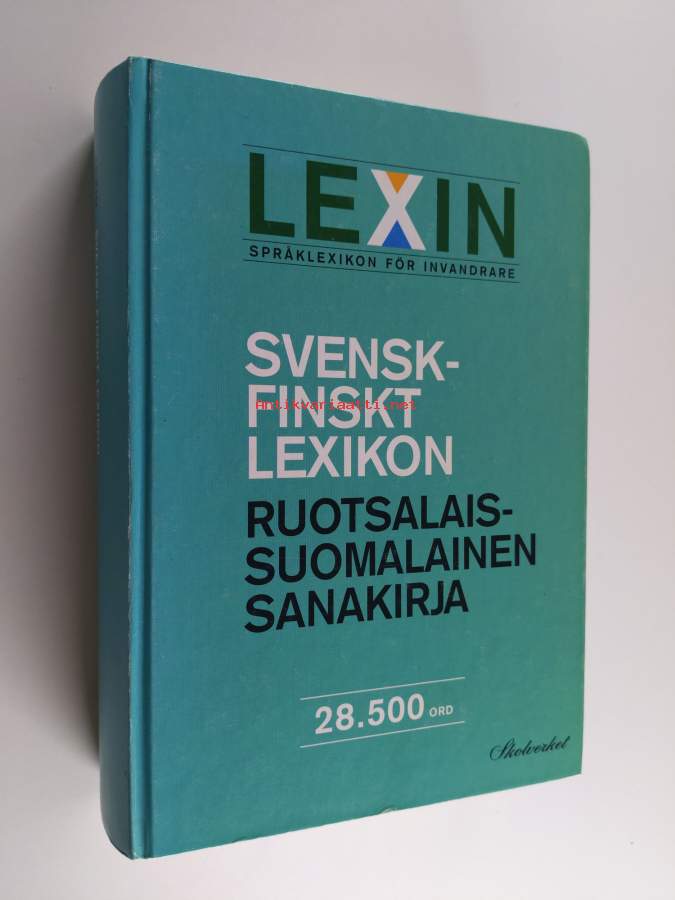 LEXIN
SPRÅKLEXIKON FÖR INVANDRARE
SVENSK-
FINSKT
Antikvariaatti.net
LEXIKON
RUOTSALAIS-
SUOMALAINEN
SANAKIRJA
28.500 ORD
Skolverket